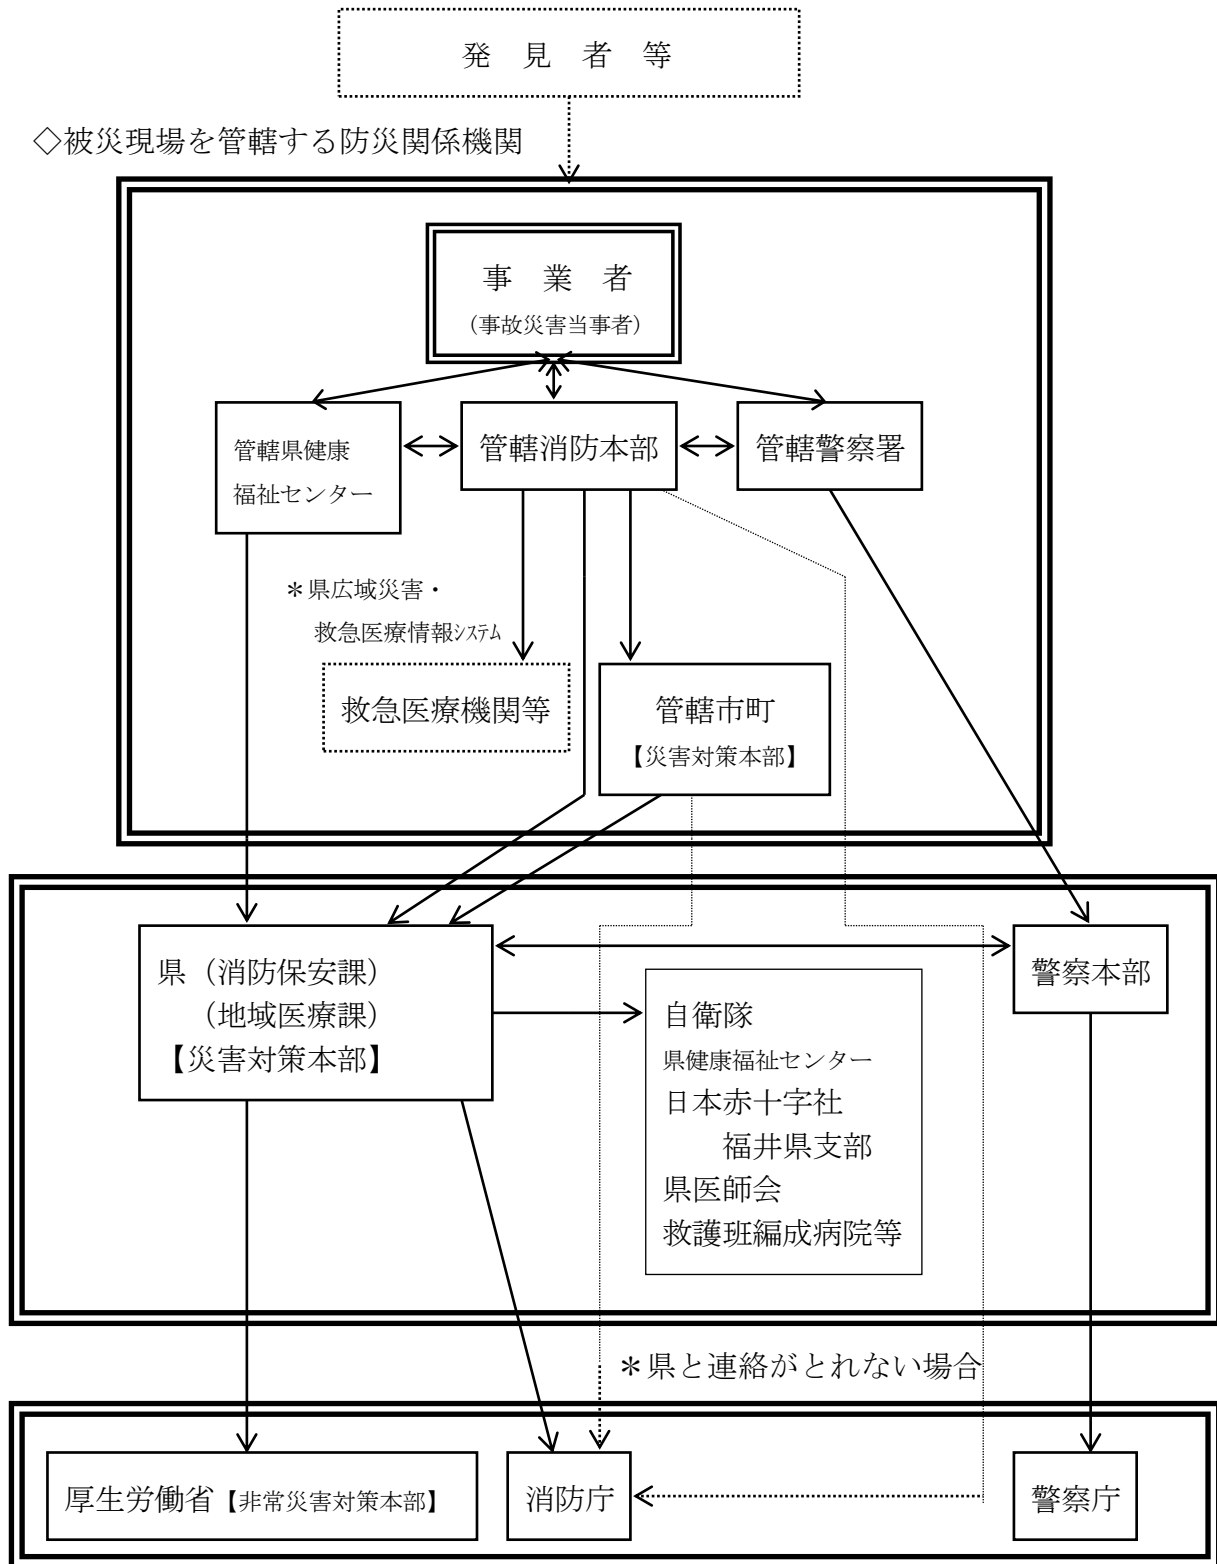 発　見　者　等
◇被災現場を管轄する防災関係機関
事　業　者
（事故災害当事者）
管轄県健康
福祉センター
管轄消防本部
管轄警察署
＊県広域災害・
救急医療情報ｼｽﾃﾑ
救急医療機関等
管轄市町
【災害対策本部】
県（消防保安課）
（地域医療課）
【災害対策本部】
警察本部
自衛隊
県健康福祉センター
日本赤十字社
福井県支部
県医師会
救護班編成病院等
＊県と連絡がとれない場合
厚生労働省【非常災害対策本部】
消防庁
警察庁